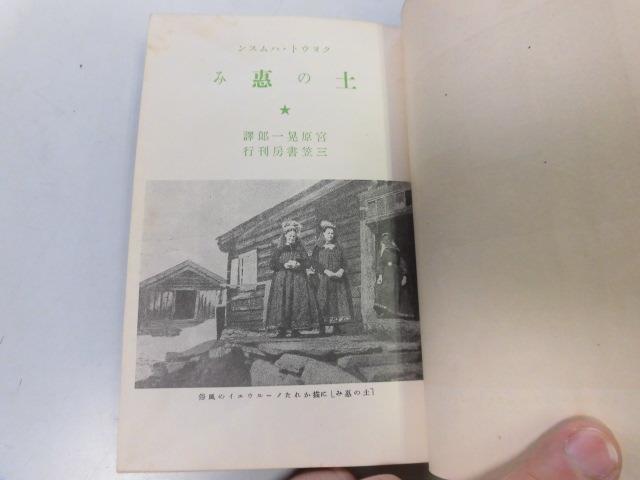 クヌウト・ハムスン
土の惠み
★
宮原晃一郎譯
三笠書房刊行
「土の惠み」に描かれたノールウエイの風俗